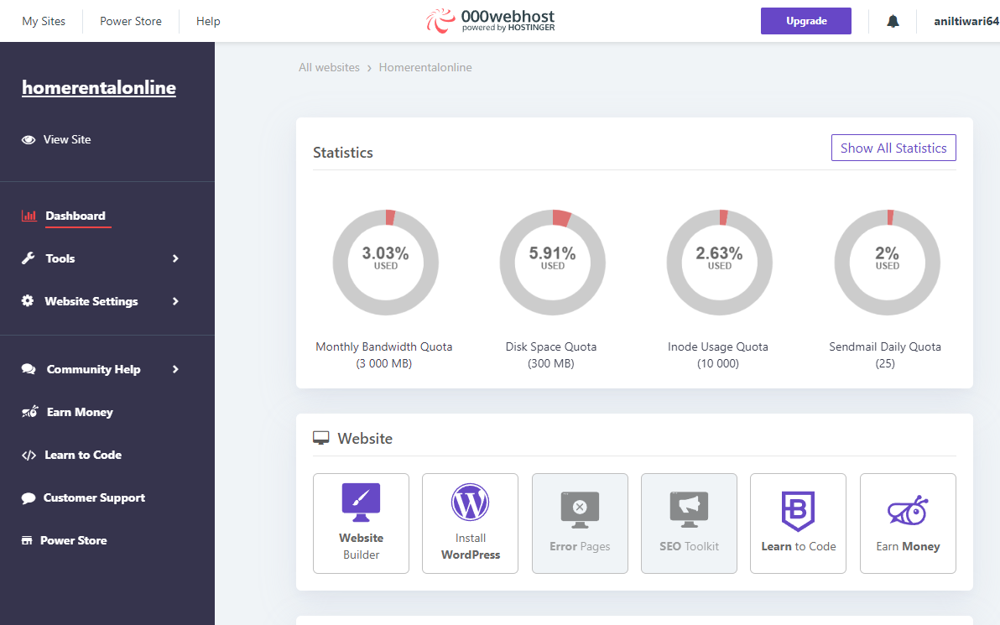 My Sites
Power Store
Help
000webhost
powered by HOSTINGER
Upgrade
aniltiwari64
homerentalonline
View Site
Dashboard
Tools
Website Settings
Community Help
Earn Money
Learn to Code
Customer Support
Power Store
All websites › Homerentalonline
Statistics
Show All Statistics
3.03%
USED
Monthly Bandwidth Quota
(3 000 MB)
5.91%
USED
Disk Space Quota
(300 MB)
2.63%
USED
Inode Usage Quota
(10 000)
2%
USED
Sendmail Daily Quota
(25)
Website
Website
Builder
Install
WordPress
Error Pages
SEO Toolkit
Learn to Code
Earn Money